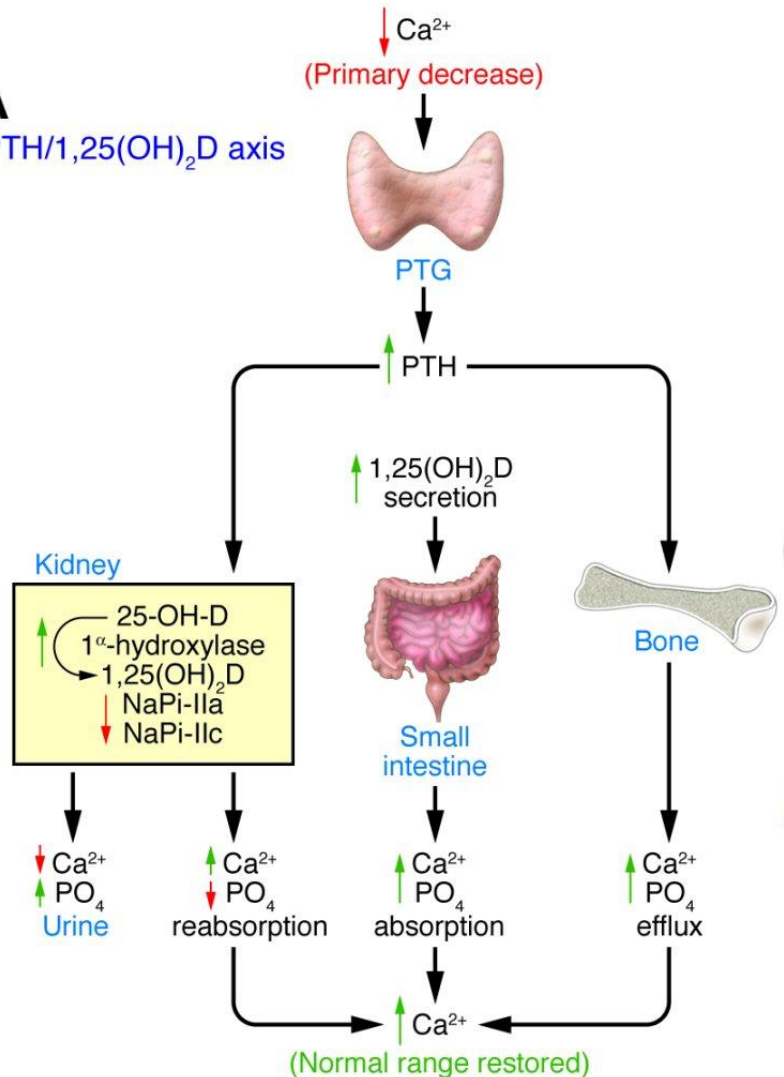 Ca²⁺
(Primary decrease)
A
TH/1,25(OH)₂D axis
PTG
PTH
1,25(OH)₂D
secretion
Kidney
25-OH-D
1α-hydroxylase
1,25(OH)₂D
NaPi-IIa
NaPi-IIc
Small
intestine
Bone
Ca²⁺
PO₄
Urine
Ca²⁺
PO₄
reabsorption
Ca²⁺
PO₄
absorption
Ca²⁺
PO₄
efflux
Ca²⁺
(Normal range restored)